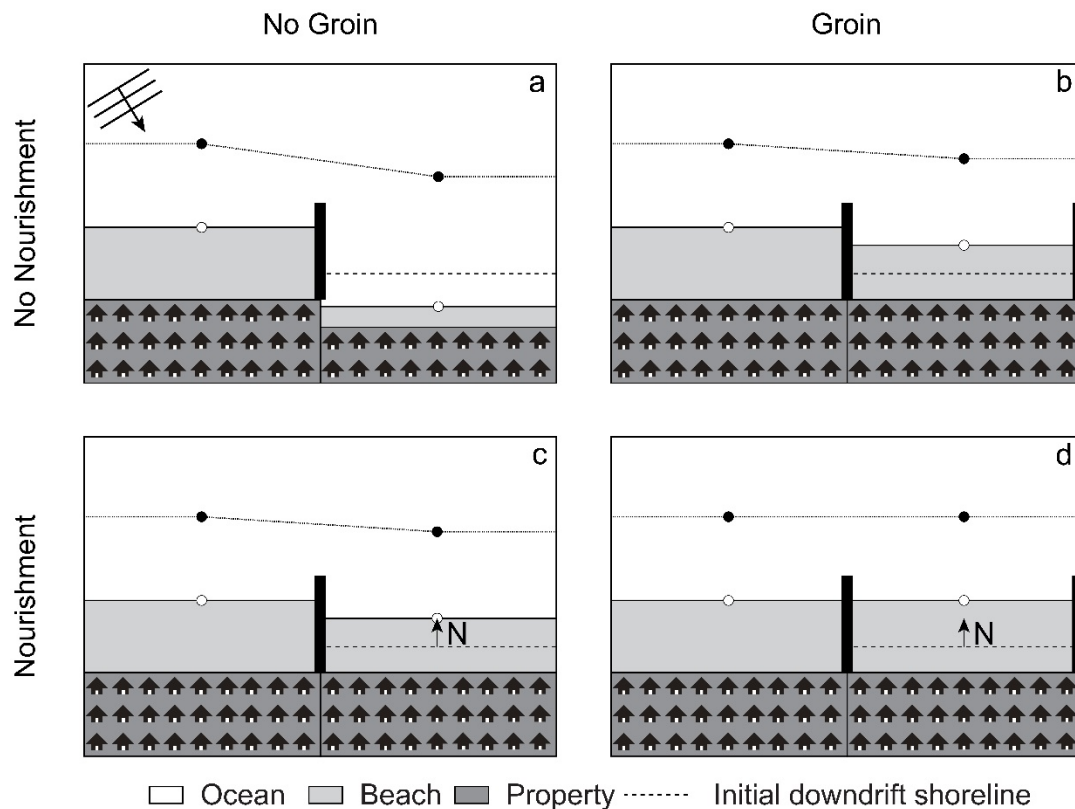 No Groin
Groin
No Nourishment
a
b
Nourishment
c
d
N
N
Ocean Beach Property Initial downdrift shoreline